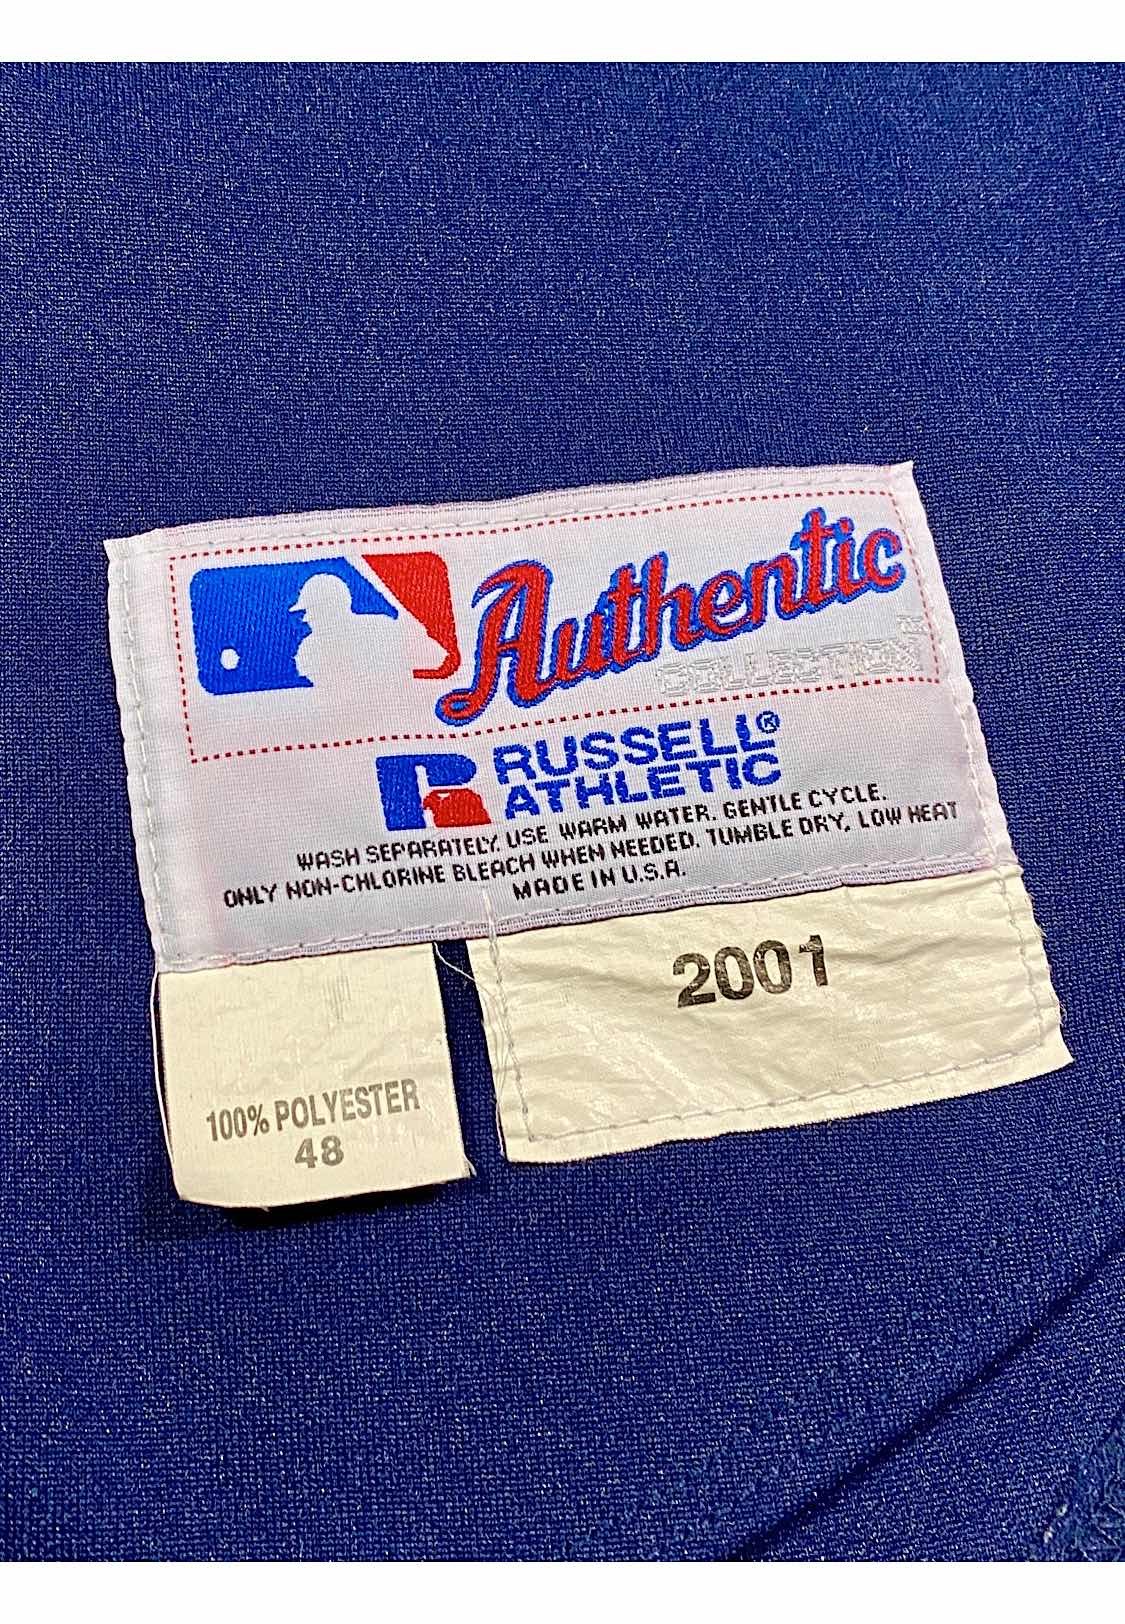 Authentic
COLLECTION™
RUSSELL®
ATHLETIC
WASH SEPARATELY. USE WARM WATER. GENTLE CYCLE.
ONLY NON-CHLORINE BLEACH WHEN NEEDED. TUMBLE DRY, LOW HEAT
MADE IN U.S.A.
2001
100% POLYESTER
48